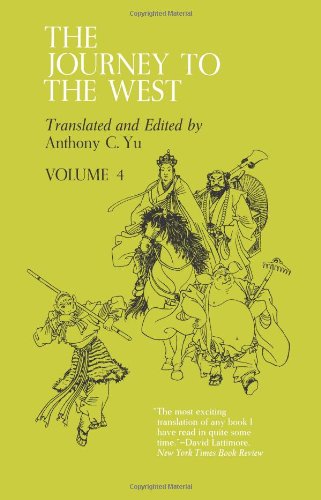 THE
JOURNEY TO
THE WEST
Translated and Edited by
Anthony C. Yu
VOLUME 4
"The most exciting
translation of any book I
have read in quite some
time."—David Lattimore,
New York Times Book Review